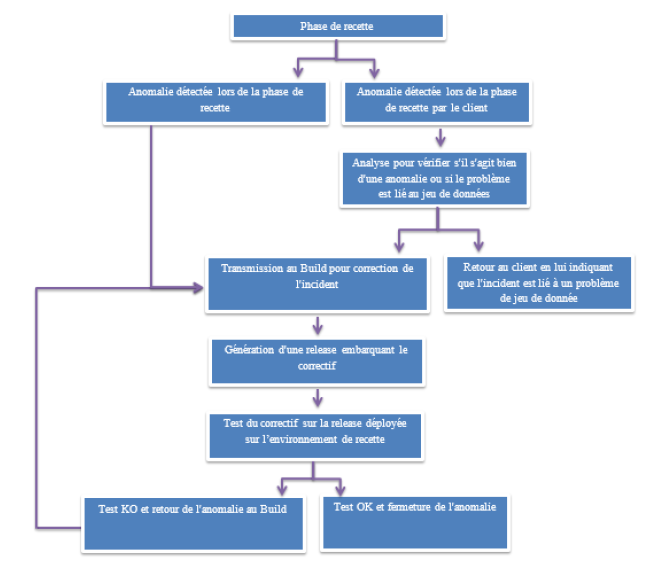 Phase de recette
Anomalie détectée lors de la phase de
recette
Anomalie détectée lors de la phase
de recette par le client
Analyse pour vérifier s'il s'agit bien
d'une anomalie ou si le problème
est lié au jeu de données
Transmission au Build pour correction de
l'incident
Retour au client en lui indiquant
que l'incident est lié à un problème
de jeu de donnée
Génération d'une release embarquant le
correctif
Test du correctif sur la release déployée
sur l'environnement de recette
Test KO et retour de l'anomalie au Build
Test OK et fermeture de l'anomalie